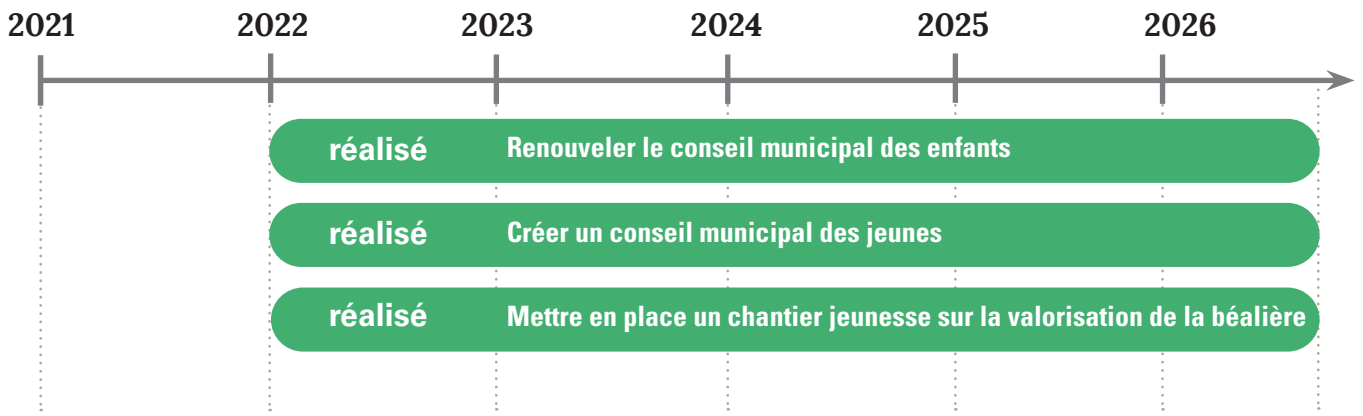 2021 2022 2023 2024 2025 2026
réalisé Renouveler le conseil municipal des enfants
réalisé Créer un conseil municipal des jeunes
réalisé Mettre en place un chantier jeunesse sur la valorisation de la béalière